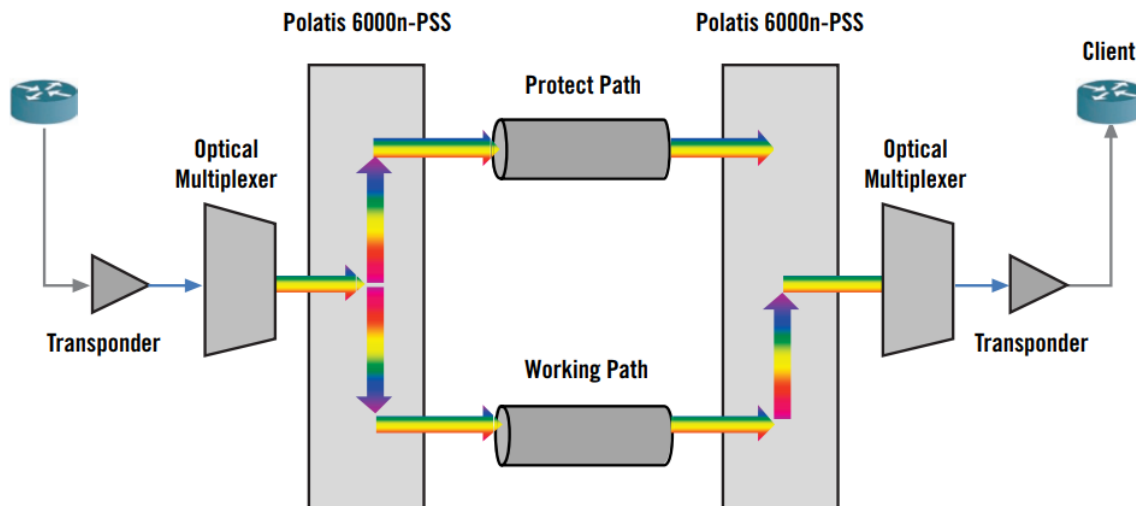 Polatis 6000n-PSS
Polatis 6000n-PSS
Client
Protect Path
Optical
Multiplexer
Optical
Multiplexer
Transponder
Transponder
Working Path